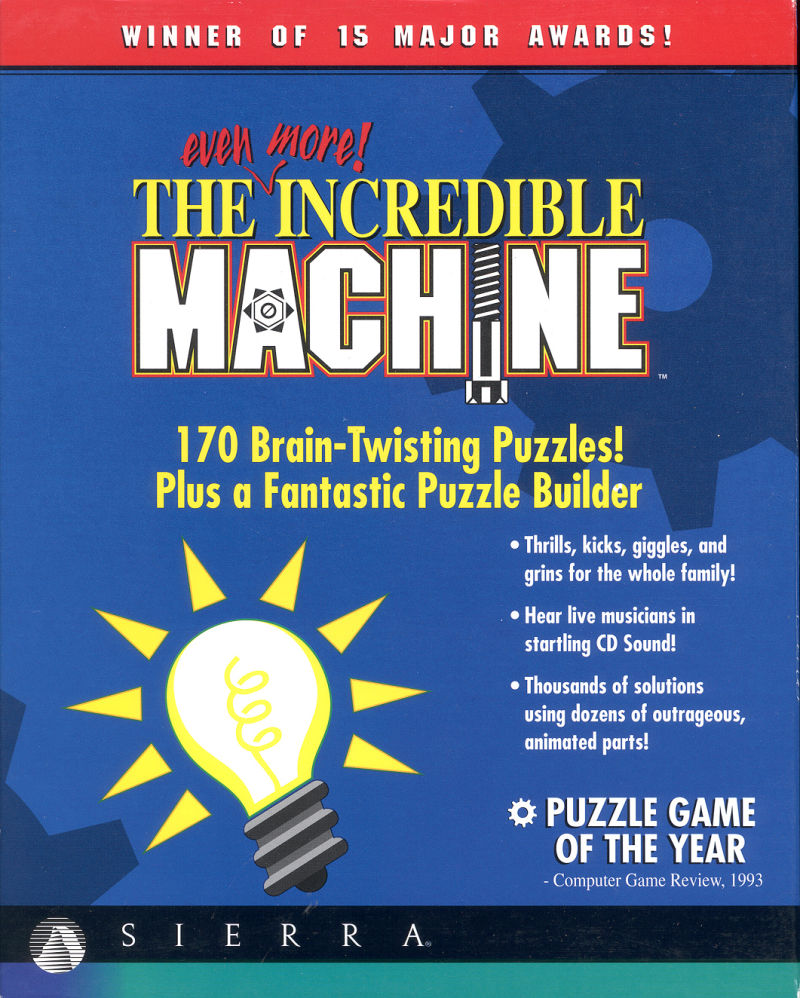 WINNER OF 15 MAJOR AWARDS!
even more!
THE INCREDIBLE
MACHINE™
170 Brain-Twisting Puzzles!
Plus a Fantastic Puzzle Builder
• Thrills, kicks, giggles, and
grins for the whole family!
• Hear live musicians in
startling CD Sound!
• Thousands of solutions
using dozens of outrageous,
animated parts!
PUZZLE GAME
OF THE YEAR
- Computer Game Review, 1993
SIERRA®